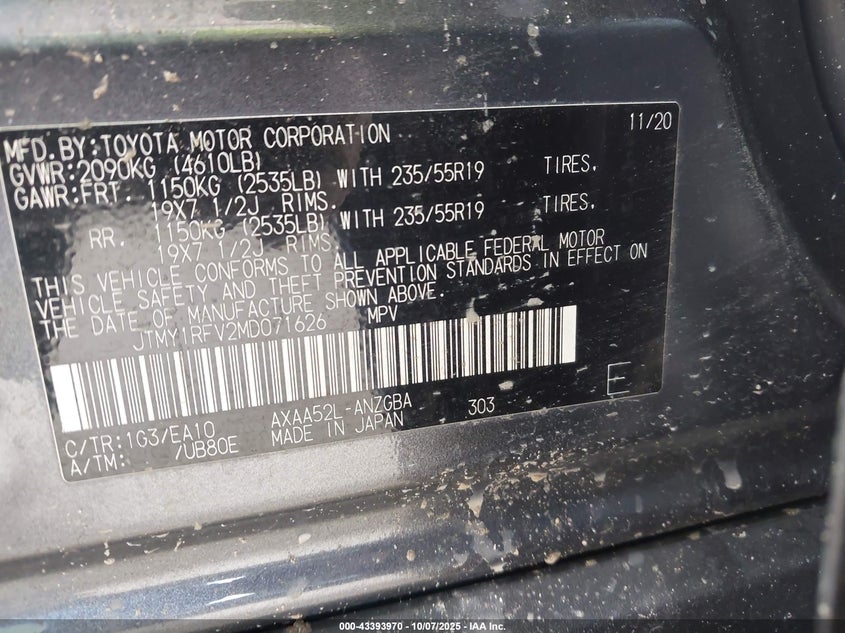 MFD.BY:TOYOTA MOTOR CORPORATION 11/20
GVWR:2090KG (4610LB)
GAWR:FRT. 1150KG (2535LB) WITH 235/55R19 TIRES,
19X7 1/2J RIMS.
RR. 1150KG (2535LB) WITH 235/55R19 TIRES,
19X7 1/2J RIMS.
THIS VEHICLE CONFORMS TO ALL APPLICABLE FEDERAL MOTOR
VEHICLE SAFETY AND THEFT PREVENTION STANDARDS IN EFFECT ON
THE DATE OF MANUFACTURE SHOWN ABOVE.
JTMY1RFV2MD071626 MPV
E
C/TR:1G3/EA10 AXAA52L-ANZGBA 303
A/TM: /UB80E MADE IN JAPAN
000-43393970 - 10/07/2025 - IAA Inc.